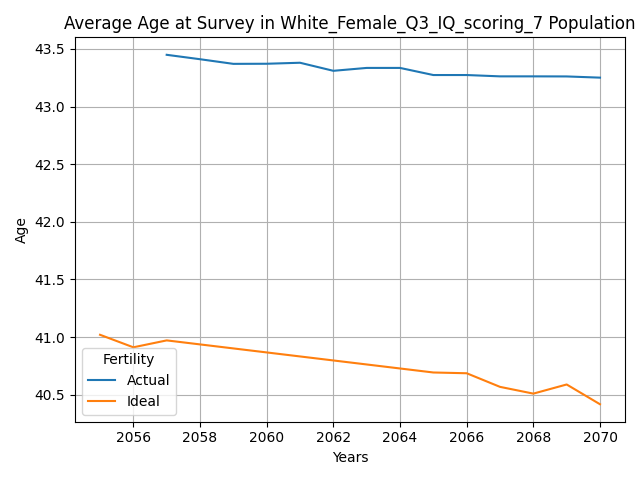 Average Age at Survey in White_Female_Q3_IQ_scoring_7 Population
43.5
43.0
42.5
42.0
41.5
41.0
40.5
Age
Fertility
Actual
Ideal
2056 2058 2060 2062 2064 2066 2068 2070
Years